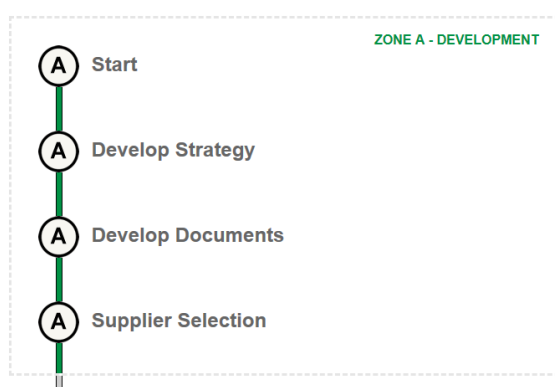 ZONE A - DEVELOPMENT
A Start
A Develop Strategy
A Develop Documents
A Supplier Selection